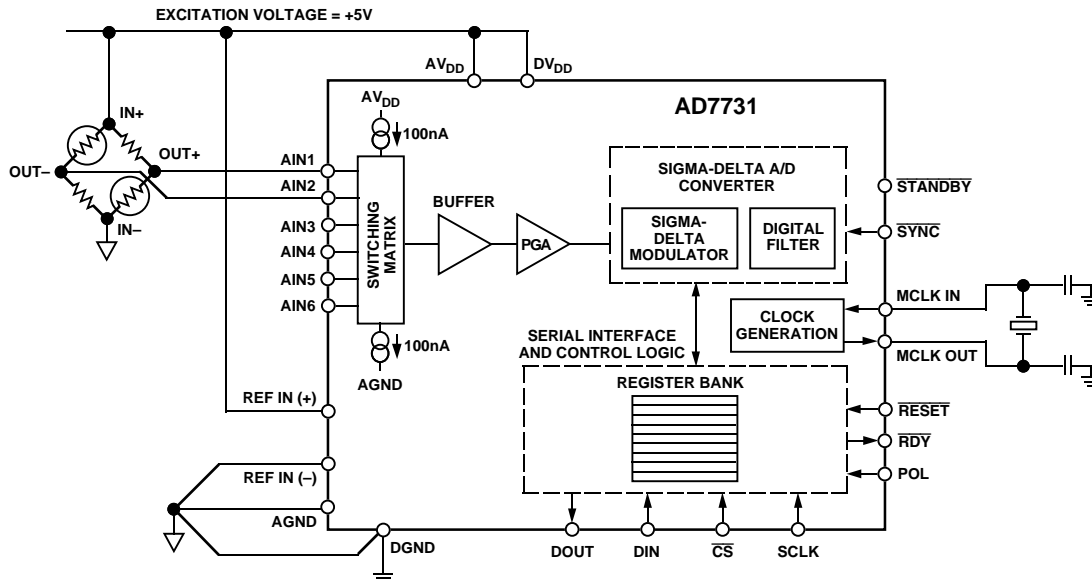 EXCITATION VOLTAGE = +5V
AVDD
DVDD
AD7731
IN+
OUT+
OUT–
IN–
AVDD
100nA
AIN1
AIN2
AIN3
AIN4
AIN5
AIN6
SWITCHING
MATRIX
BUFFER
PGA
SIGMA-DELTA A/D
CONVERTER
SIGMA-
DELTA
MODULATOR
DIGITAL
FILTER
STANDBY
SYNC
100nA
AGND
SERIAL INTERFACE
AND CONTROL LOGIC
CLOCK
GENERATION
MCLK IN
MCLK OUT
REGISTER BANK
REF IN (+)
RESET
RDY
POL
REF IN (–)
AGND
DGND
DOUT
DIN
CS
SCLK